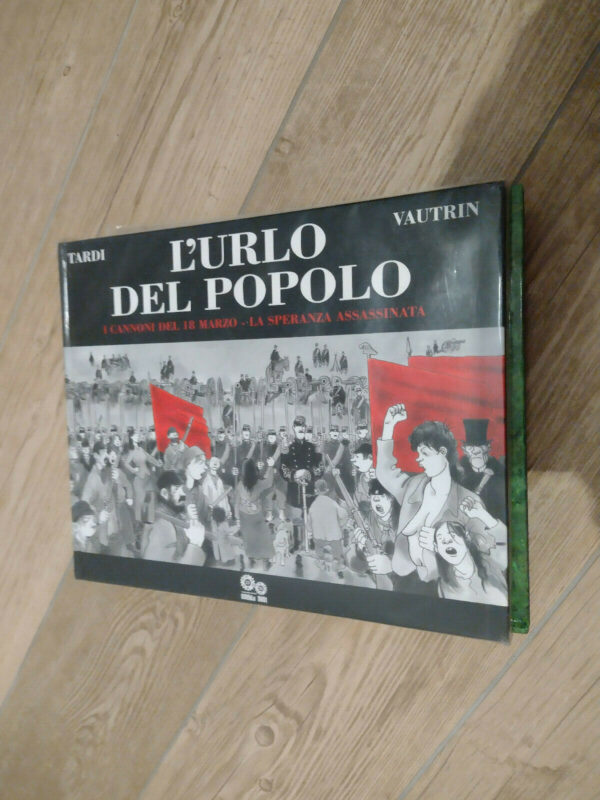 TARDI
VAUTRIN
L'URLO
DEL POPOLO
I CANNONI DEL 18 MARZO - LA SPERANZA ASSASSINATA